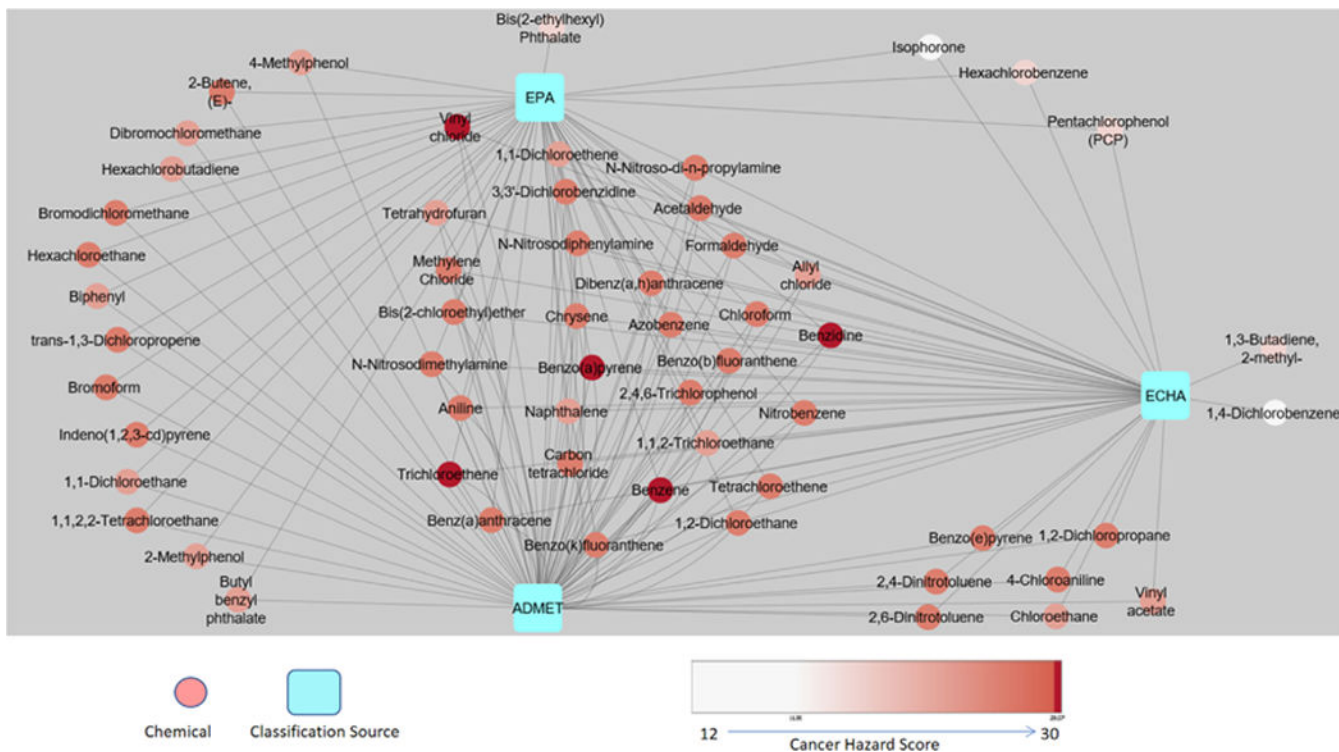 Bis(2-ethylhexyl)
Phthalate
4-Methylphenol
Isophorone
2-Butene,
(E)-
Hexachlorobenzene
EPA
Dibromochloromethane
Vinyl
chloride
Pentachlorophenol
(PCP)
1,1-Dichloroethene
Hexachlorobutadiene
N-Nitroso-di-n-propylamine
3,3'-Dichlorobenzidine
Bromodichloromethane
Tetrahydrofuran
Acetaldehyde
Hexachloroethane
N-Nitrosodiphenylamine
Formaldehyde
Methylene
Chloride
Allyl
chloride
Biphenyl
Dibenz(a,h)anthracene
Bis(2-chloroethyl)ether
Chrysene
Azobenzene
Chloroform
trans-1,3-Dichloropropene
Benzidine
1,3-Butadiene,
2-methyl-
N-Nitrosodimethylamine
Benzo(a)pyrene
Benzo(b)fluoranthene
Bromoform
2,4,6-Trichlorophenol
ECHA
Aniline
Naphthalene
Nitrobenzene
1,4-Dichlorobenzene
Indeno(1,2,3-cd)pyrene
1,1,2-Trichloroethane
Carbon
tetrachloride
Trichloroethene
1,1-Dichloroethane
Benzene
Tetrachloroethene
1,1,2,2-Tetrachloroethane
Benz(a)anthracene
1,2-Dichloroethane
Benzo(k)fluoranthene
Benzo(e)pyrene
1,2-Dichloropropane
2-Methylphenol
2,4-Dinitrotoluene
4-Chloroaniline
Butyl
benzyl
phthalate
ADMET
Vinyl
acetate
2,6-Dinitrotoluene
Chloroethane
Chemical
Classification Source
12
30
Cancer Hazard Score